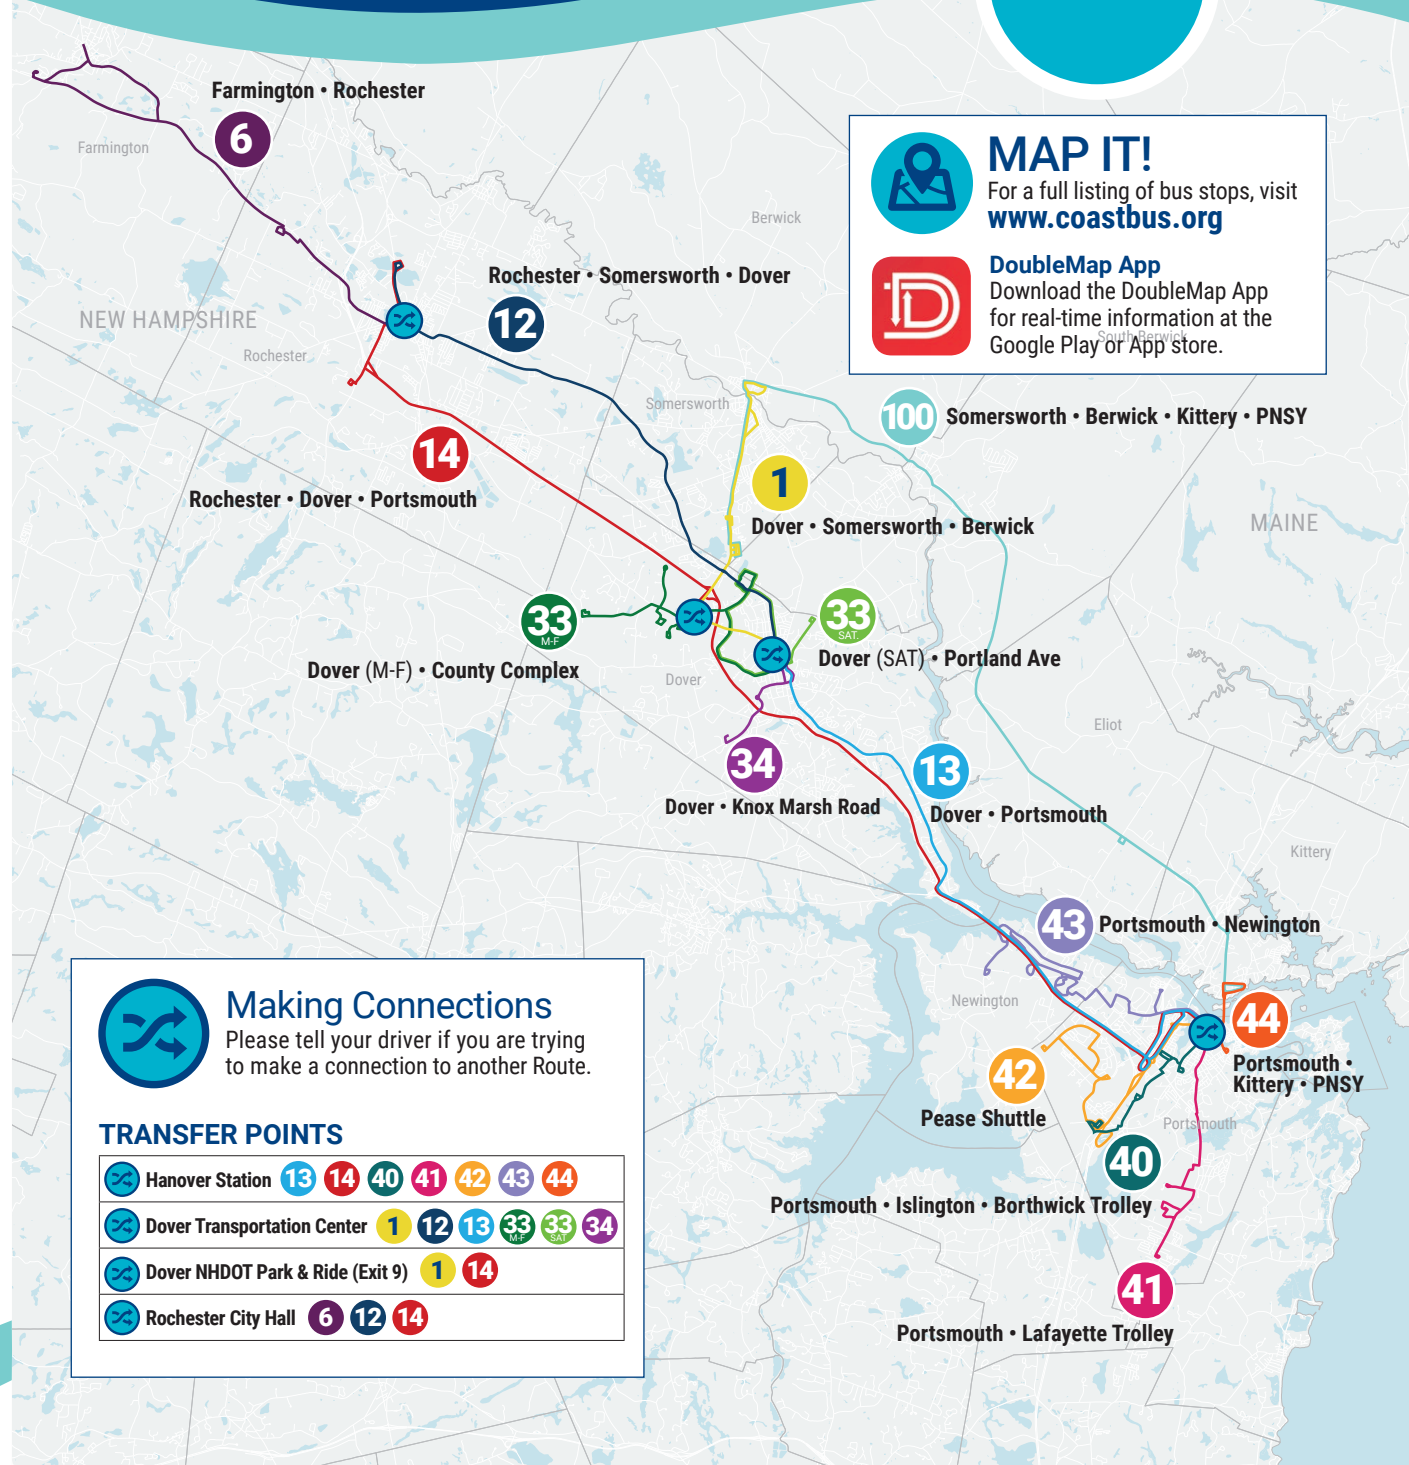 Farmington • Rochester
6
Farmington
MAP IT!
For a full listing of bus stops, visit
www.coastbus.org
Berwick
DoubleMap App
Download the DoubleMap App
for real-time information at the
Google Play or App store.
South Berwick
Rochester • Somersworth • Dover
12
NEW HAMPSHIRE
Rochester
Somersworth
100
Somersworth • Berwick • Kittery • PNSY
14
Rochester • Dover • Portsmouth
1
Dover • Somersworth • Berwick
MAINE
33
M-F
Dover (M-F) • County Complex
33
SAT.
Dover (SAT) • Portland Ave
Dover
Eliot
34
Dover • Knox Marsh Road
13
Dover • Portsmouth
Kittery
43
Portsmouth • Newington
Newington
44
Portsmouth •
Kittery • PNSY
42
Pease Shuttle
Portsmouth
40
Portsmouth • Islington • Borthwick Trolley
41
Portsmouth • Lafayette Trolley
Making Connections
Please tell your driver if you are trying
to make a connection to another Route.
TRANSFER POINTS
Hanover Station 13 14 40 41 42 43 44
Dover Transportation Center 1 12 13 33 M-F 33 SAT 34
Dover NHDOT Park & Ride (Exit 9) 1 14
Rochester City Hall 6 12 14